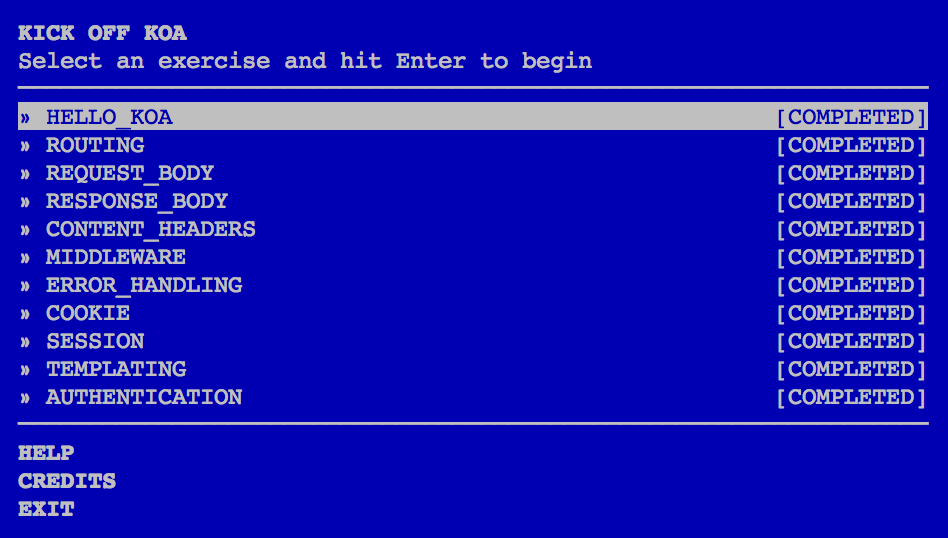 KICK OFF KOA
Select an exercise and hit Enter to begin
» HELLO_KOA [COMPLETED]
» ROUTING [COMPLETED]
» REQUEST_BODY [COMPLETED]
» RESPONSE_BODY [COMPLETED]
» CONTENT_HEADERS [COMPLETED]
» MIDDLEWARE [COMPLETED]
» ERROR_HANDLING [COMPLETED]
» COOKIE [COMPLETED]
» SESSION [COMPLETED]
» TEMPLATING [COMPLETED]
» AUTHENTICATION [COMPLETED]
HELP
CREDITS
EXIT